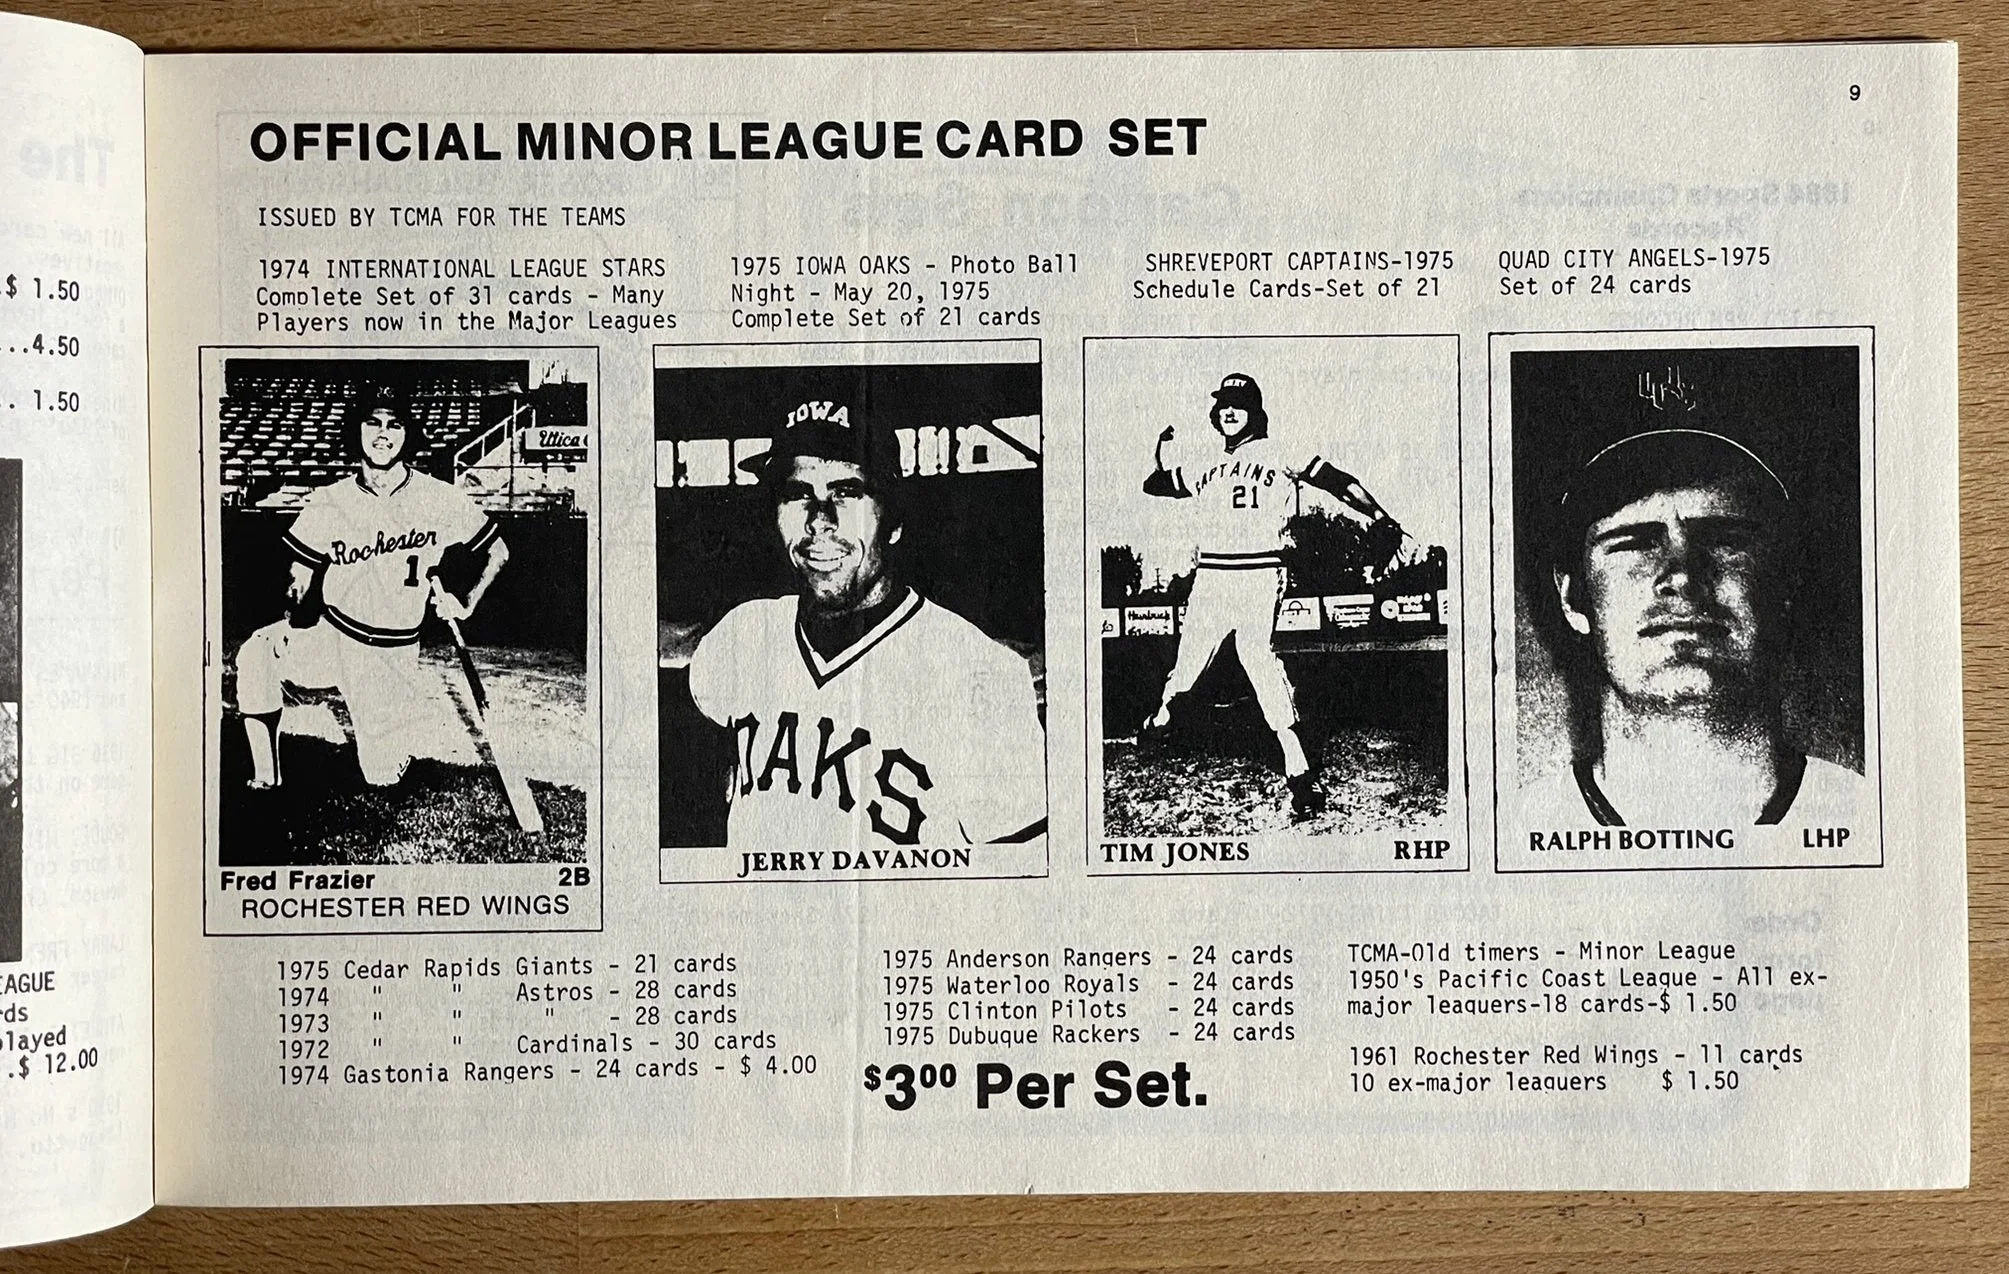 $ 1.50
...4.50
.. 1.50
EAGUE
rds
played
.$ 12.00
9
OFFICIAL MINOR LEAGUE CARD SET
ISSUED BY TCMA FOR THE TEAMS
1974 INTERNATIONAL LEAGUE STARS
Complete Set of 31 cards - Many
Players now in the Major Leagues
1975 IOWA OAKS - Photo Ball
Night - May 20, 1975
Complete Set of 21 cards
SHREVEPORT CAPTAINS-1975
Schedule Cards-Set of 21
QUAD CITY ANGELS-1975
Set of 24 cards
Utica
Rochester
1
Fred Frazier 2B
ROCHESTER RED WINGS
IOWA
OAKS
JERRY DAVANON
CAPTAINS
21
TIM JONES RHP
RALPH BOTTING LHP
1975 Cedar Rapids Giants - 21 cards
1974 " " Astros - 28 cards
1973 " " " - 28 cards
1972 " " Cardinals - 30 cards
1974 Gastonia Rangers - 24 cards - $ 4.00
1975 Anderson Rangers - 24 cards
1975 Waterloo Royals - 24 cards
1975 Clinton Pilots - 24 cards
1975 Dubuque Rackers - 24 cards
$3.00 Per Set.
TCMA-Old timers - Minor League
1950's Pacific Coast League - All ex-
major leaguers-18 cards-$ 1.50
1961 Rochester Red Wings - 11 cards
10 ex-major leaguers $ 1.50